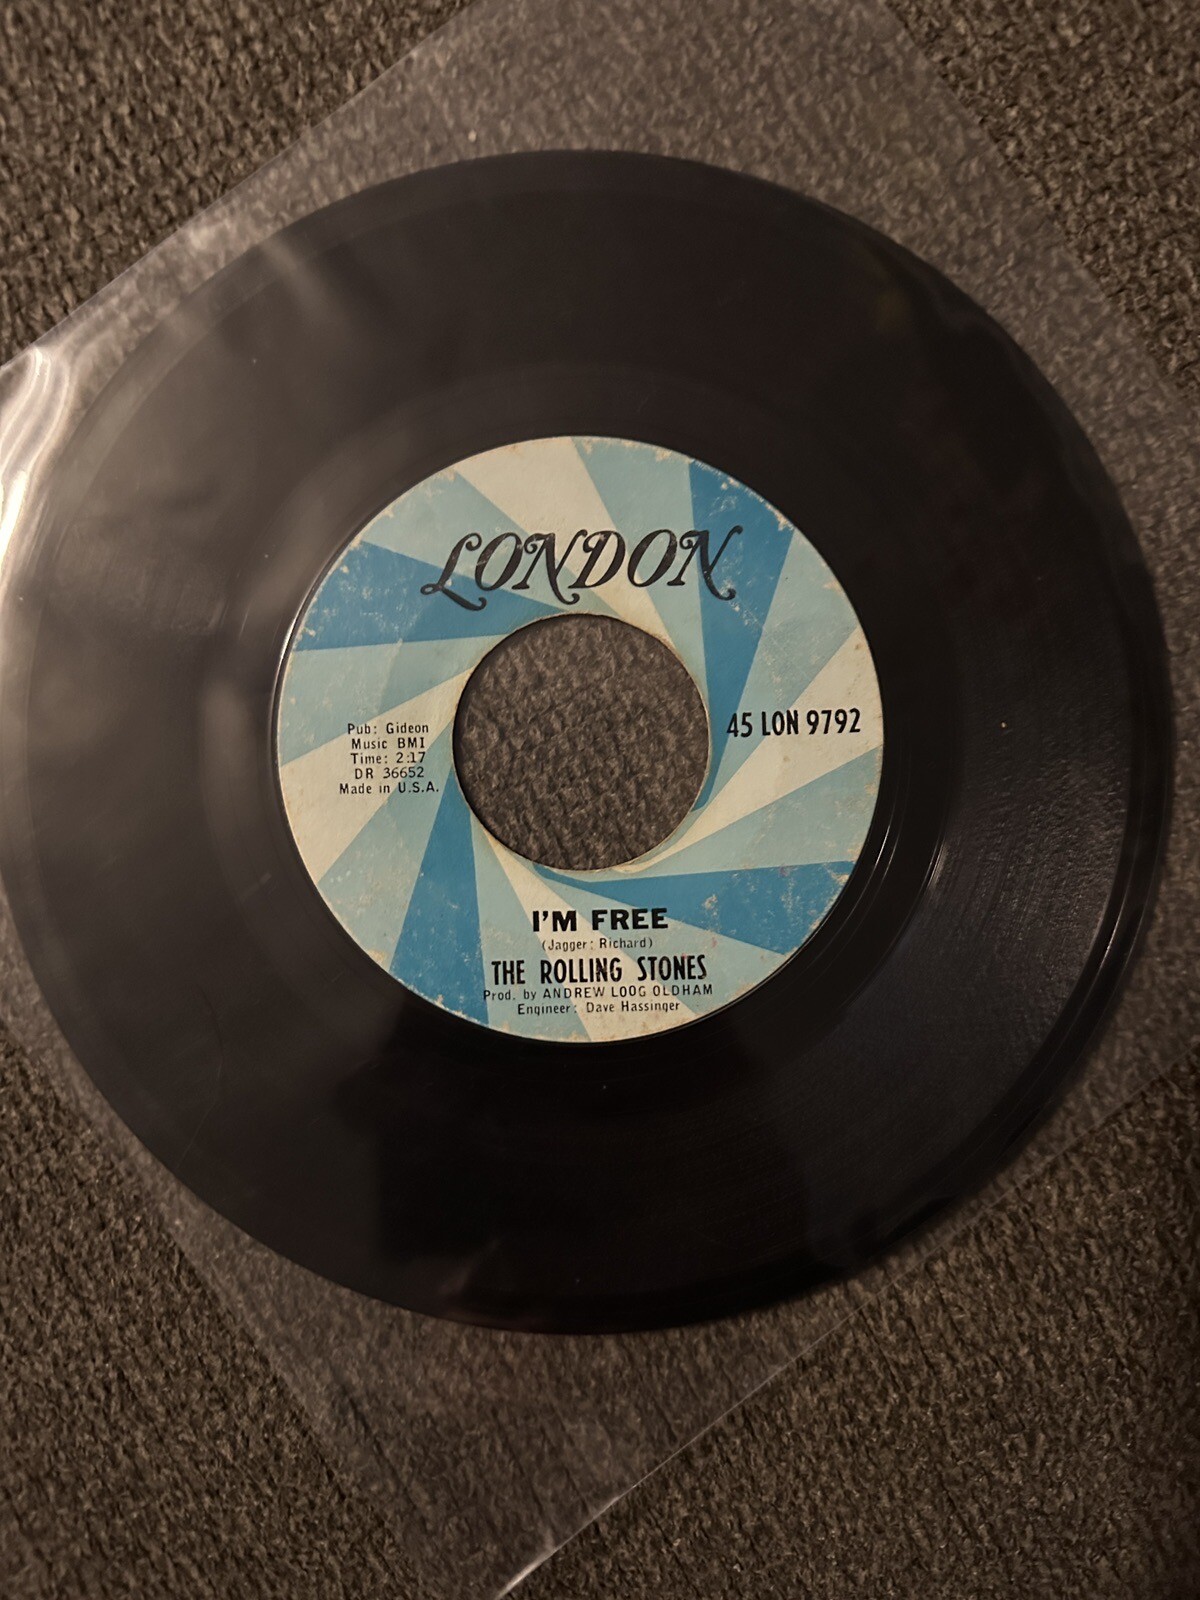 LONDON
45 LON 9792
Pub: Gideon
Music BMI
Time: 2:17
DR 36652
Made in U.S.A.
I'M FREE
(Jagger: Richard)
THE ROLLING STONES
Prod. by ANDREW LOOG OLDHAM
Engineer: Dave Hassinger